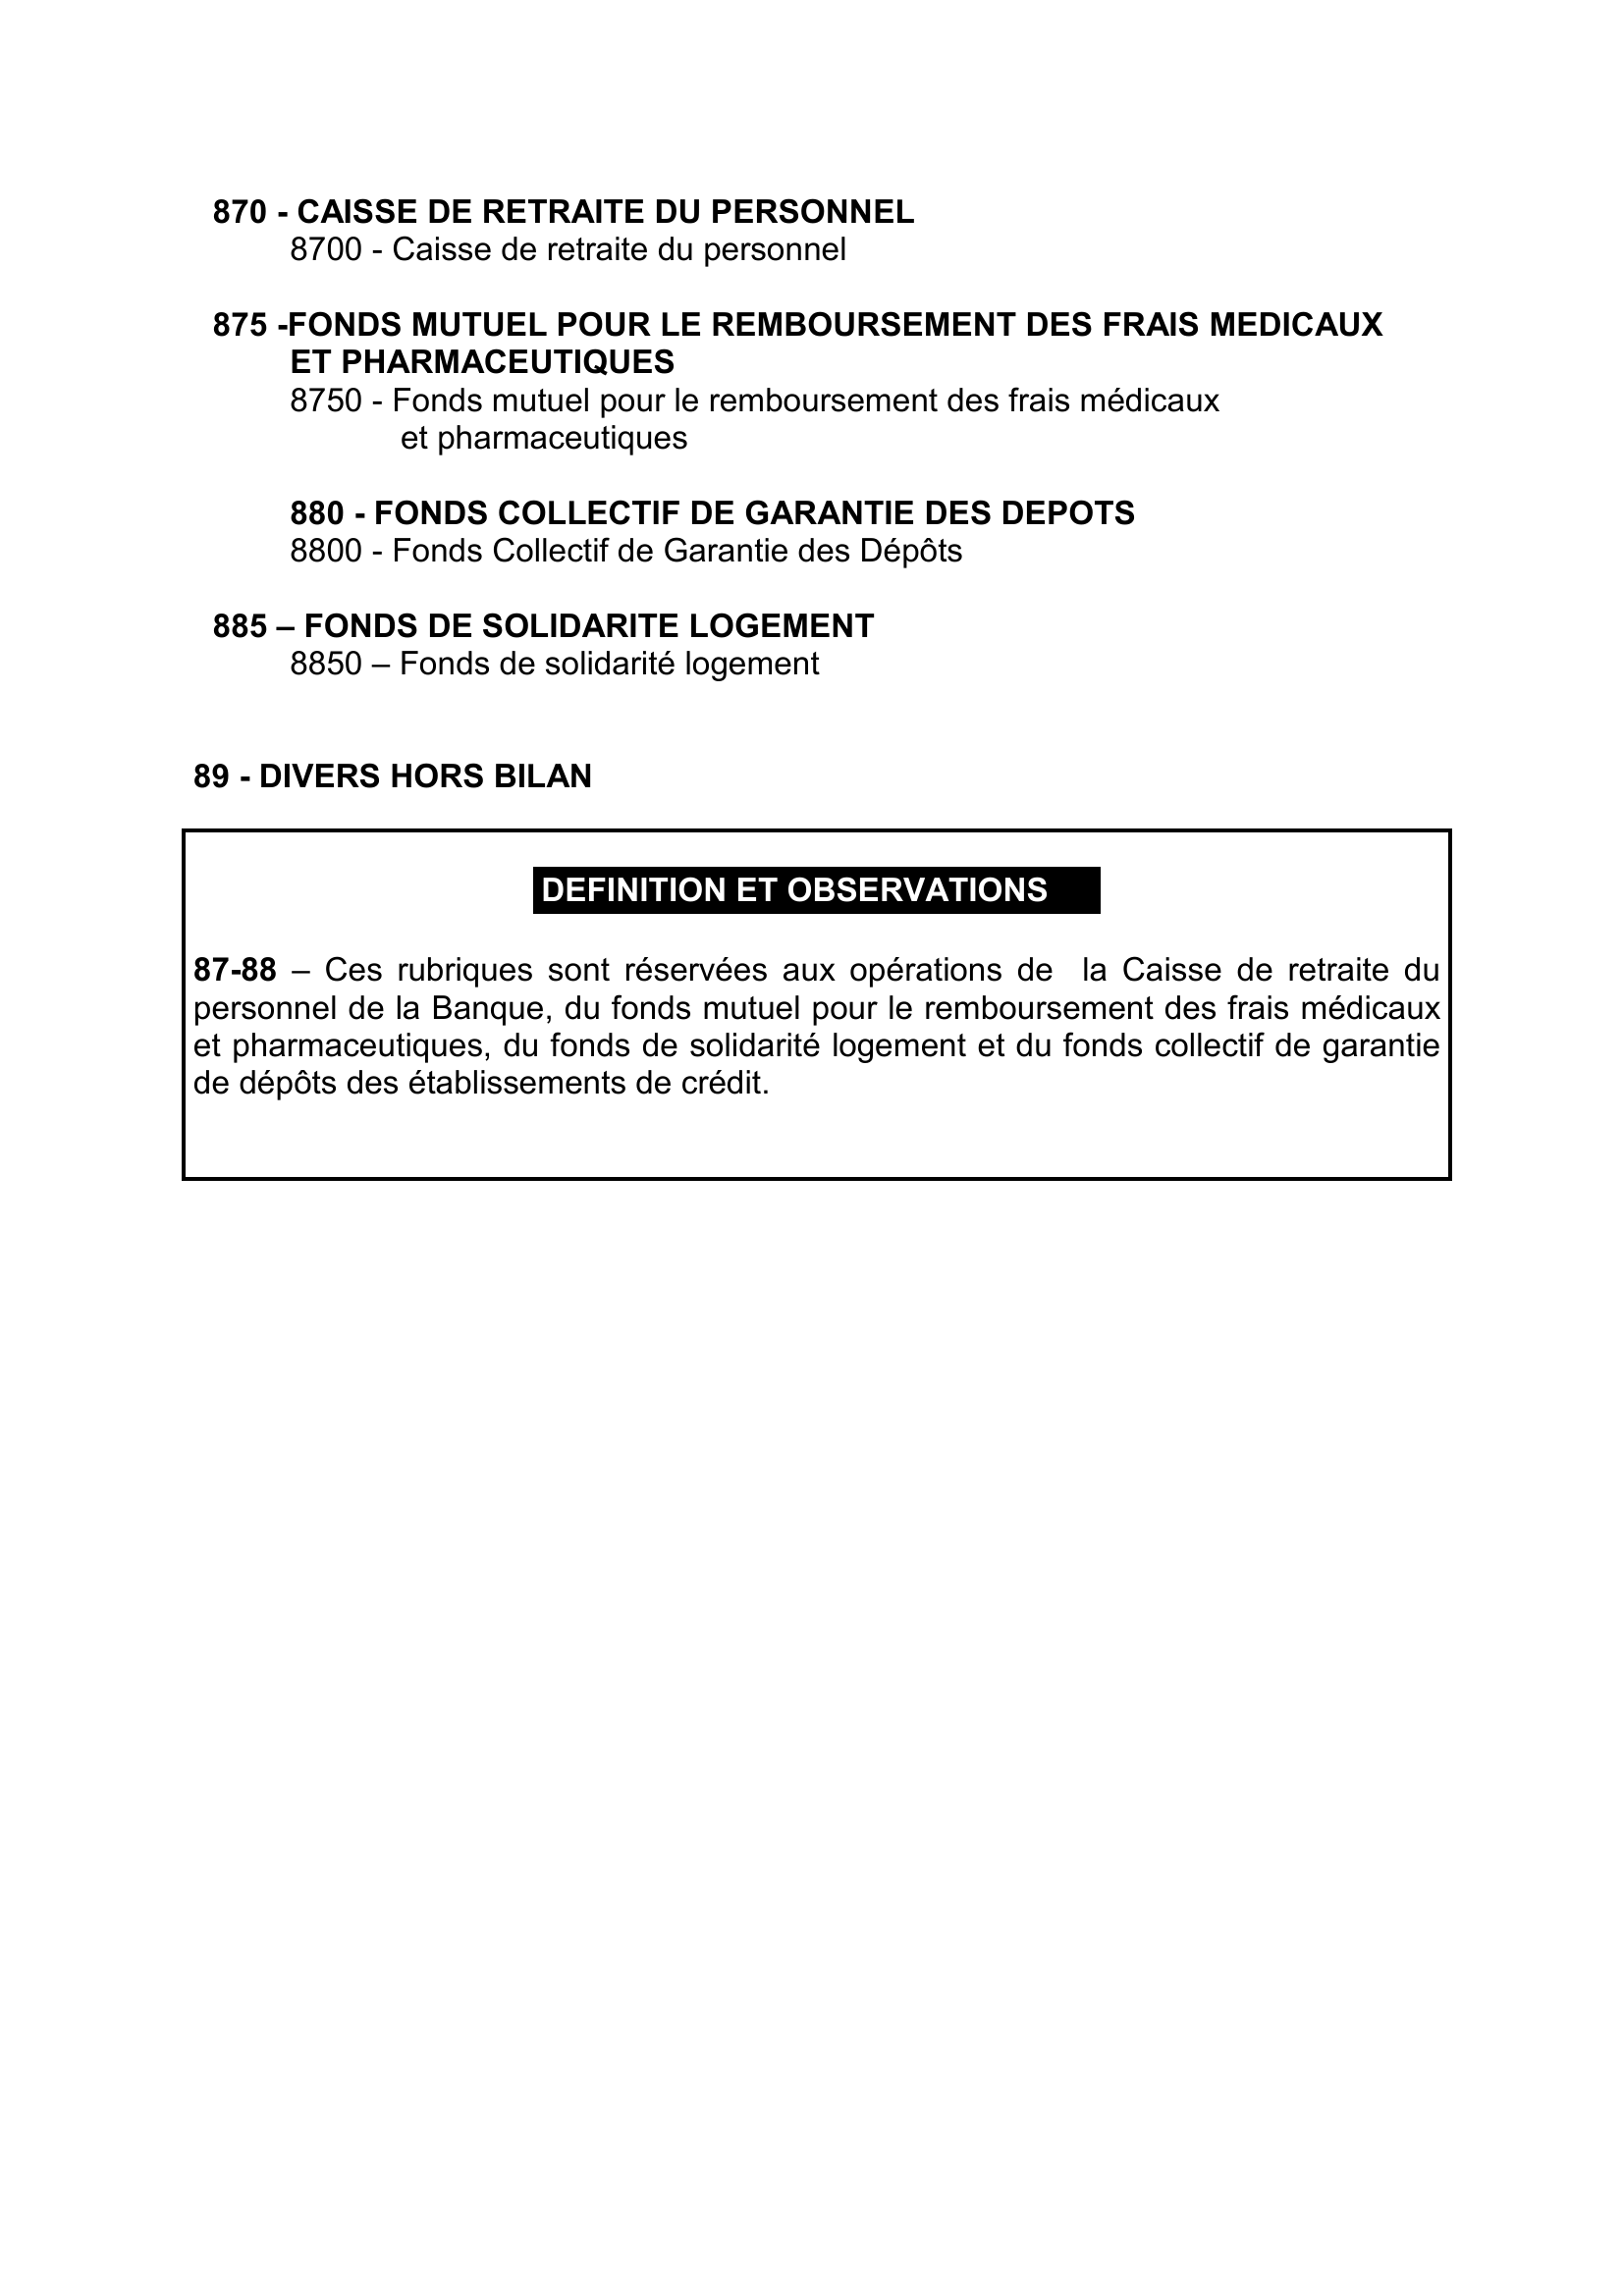 870 - CAISSE DE RETRAITE DU PERSONNEL
8700 - Caisse de retraite du personnel
875 -FONDS MUTUEL POUR LE REMBOURSEMENT DES FRAIS MEDICAUX
ET PHARMACEUTIQUES
8750 - Fonds mutuel pour le remboursement des frais médicaux
et pharmaceutiques
880 - FONDS COLLECTIF DE GARANTIE DES DEPOTS
8800 - Fonds Collectif de Garantie des Dépôts
885 – FONDS DE SOLIDARITE LOGEMENT
8850 – Fonds de solidarité logement
89 - DIVERS HORS BILAN
DEFINITION ET OBSERVATIONS
87-88 – Ces rubriques sont réservées aux opérations de la Caisse de retraite du
personnel de la Banque, du fonds mutuel pour le remboursement des frais médicaux
et pharmaceutiques, du fonds de solidarité logement et du fonds collectif de garantie
de dépôts des établissements de crédit.